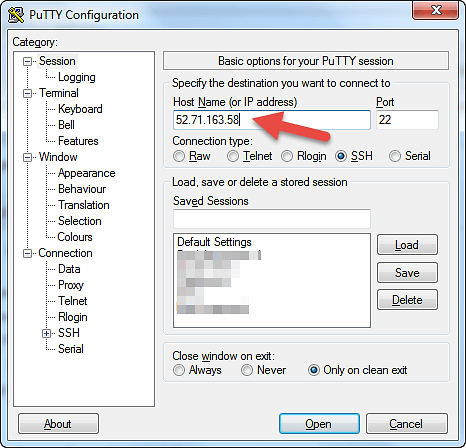 PuTTY Configuration
Category:
Session
Logging
Terminal
Keyboard
Bell
Features
Window
Appearance
Behaviour
Translation
Selection
Colours
Connection
Data
Proxy
Telnet
Rlogin
SSH
Serial
Basic options for your PuTTY session
Specify the destination you want to connect to
Host Name (or IP address) Port
52.71.163.58 22
Connection type:
Raw Telnet Rlogin SSH Serial
Load, save or delete a stored session
Saved Sessions
Default Settings
Load
Save
Delete
Close window on exit:
Always Never Only on clean exit
About Open Cancel